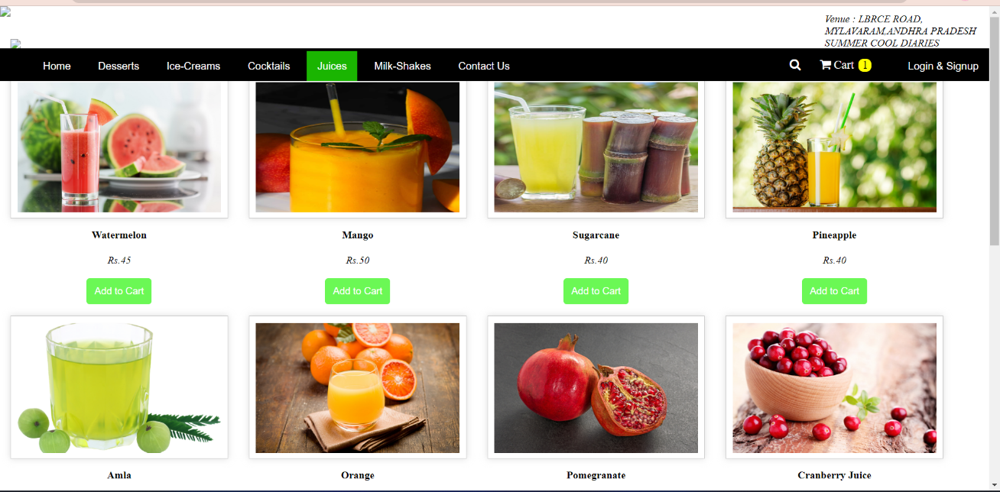 Venue : LBRCE ROAD,
MYLAVARAM,ANDHRA PRADESH
SUMMER COOL DIARIES
Home Desserts Ice-Creams Cocktails Juices Milk-Shakes Contact Us Cart 1 Login & Signup
Watermelon Mango Sugarcane Pineapple
Rs.45 Rs.50 Rs.40 Rs.40
Add to Cart Add to Cart Add to Cart Add to Cart
Amla Orange Pomegranate Cranberry Juice